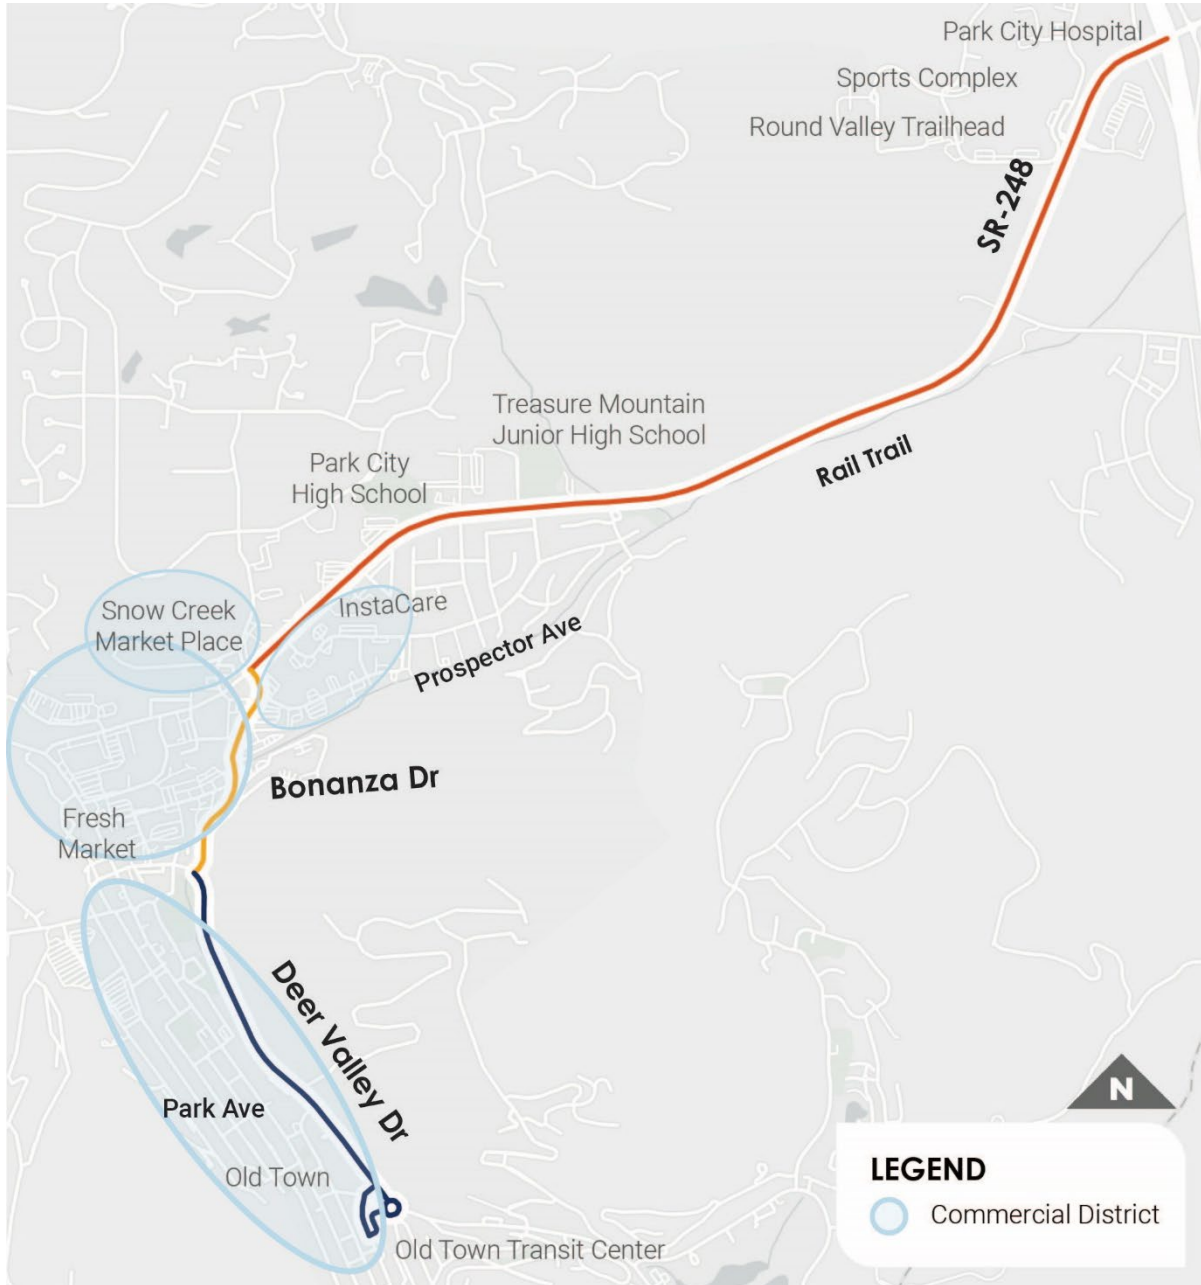 Park City Hospital
Sports Complex
Round Valley Trailhead
SR-248
Treasure Mountain
Junior High School
Rail Trail
Park City
High School
InstaCare
Snow Creek
Market Place
Prospector Ave
Bonanza Dr
Fresh
Market
Deer Valley Dr
Park Ave
Old Town
Old Town Transit Center
N
LEGEND
Commercial District